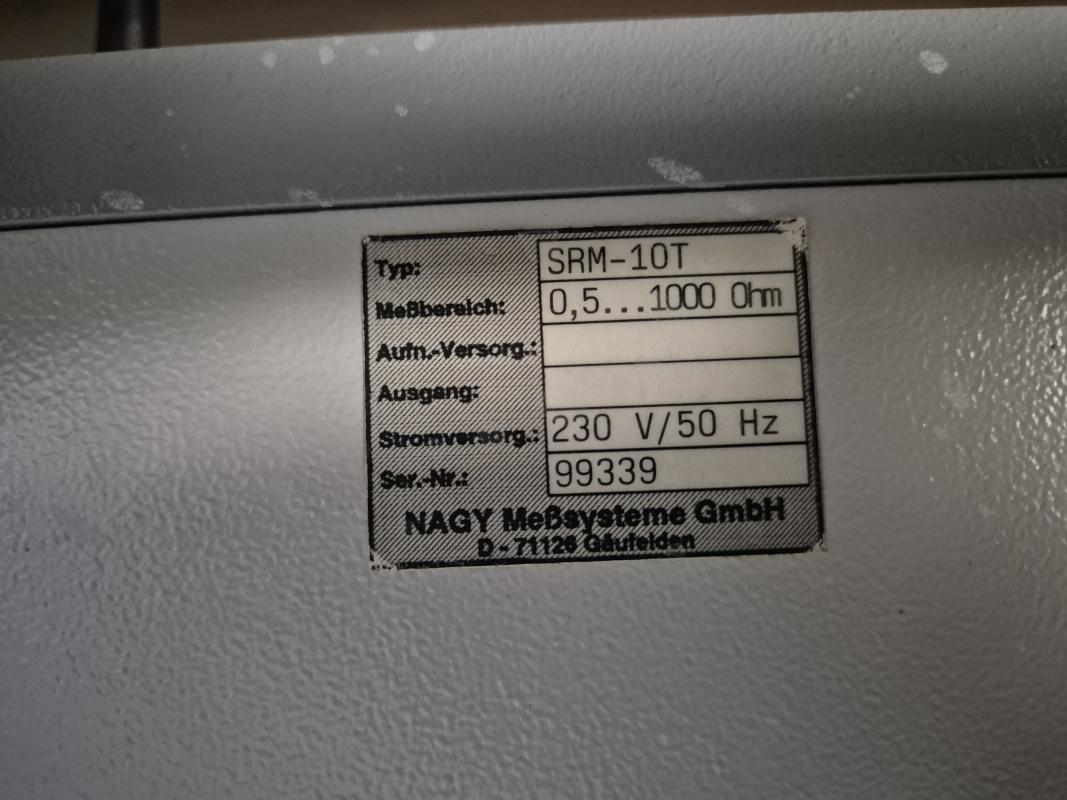 Typ: SRM-10T
Meßbereich: 0,5...1000 Ohm
Aufn.-Versorg.:
Ausgang:
Stromversorg.: 230 V/50 Hz
Ser.-Nr.: 99339
NAGY Meßsysteme GmbH
D - 71126 Gäufelden